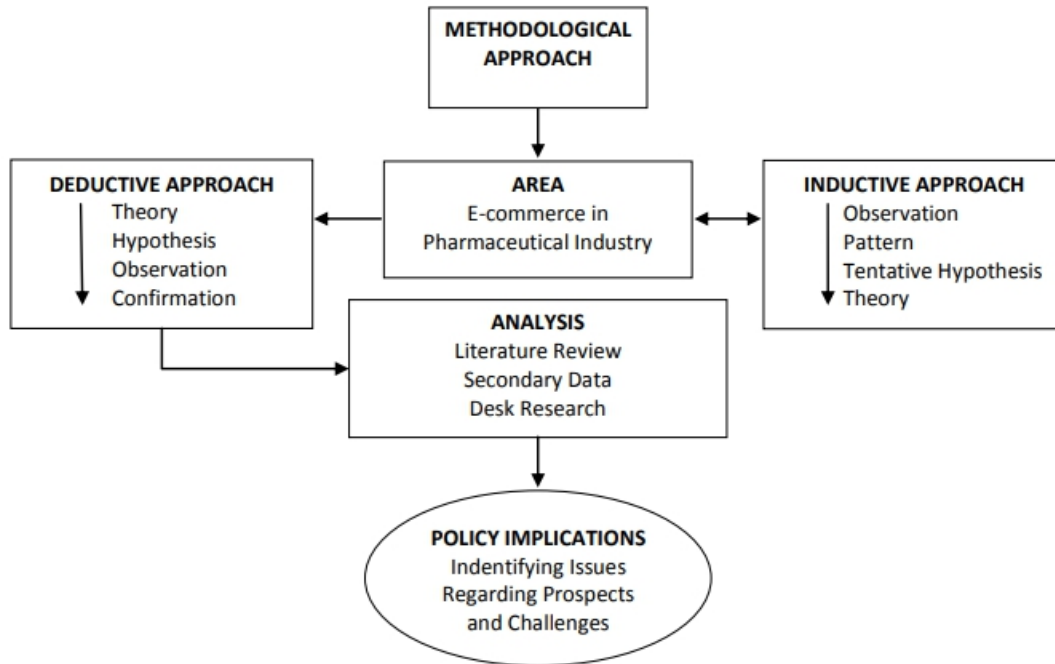 METHODOLOGICAL
APPROACH
DEDUCTIVE APPROACH
Theory
Hypothesis
Observation
Confirmation
AREA
E-commerce in
Pharmaceutical Industry
INDUCTIVE APPROACH
Observation
Pattern
Tentative Hypothesis
Theory
ANALYSIS
Literature Review
Secondary Data
Desk Research
POLICY IMPLICATIONS
Indentifying Issues
Regarding Prospects
and Challenges